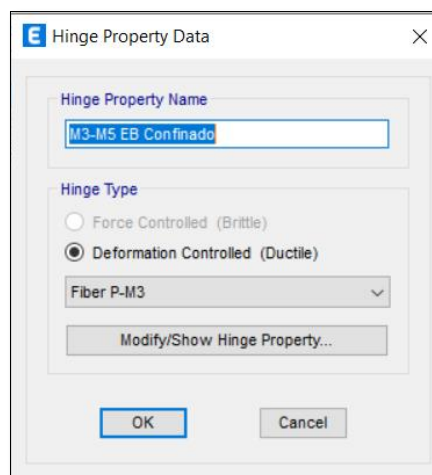 E Hinge Property Data
Hinge Property Name
M3-M5 EB Confinado
Hinge Type
Force Controlled (Brittle)
Deformation Controlled (Ductile)
Fiber P-M3
Modify/Show Hinge Property...
OK Cancel